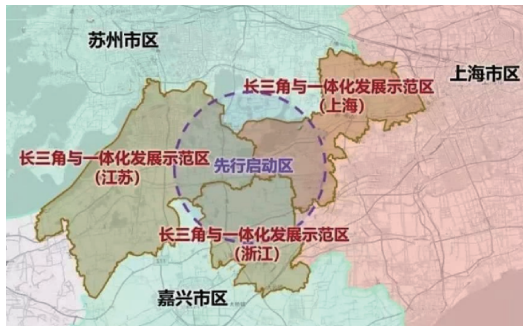 苏州市区
上海市区
长三角与一体化发展示范区
(上海)
长三角与一体化发展示范区
(江苏)
先行启动区
长三角与一体化发展示范区
(浙江)
嘉兴市区